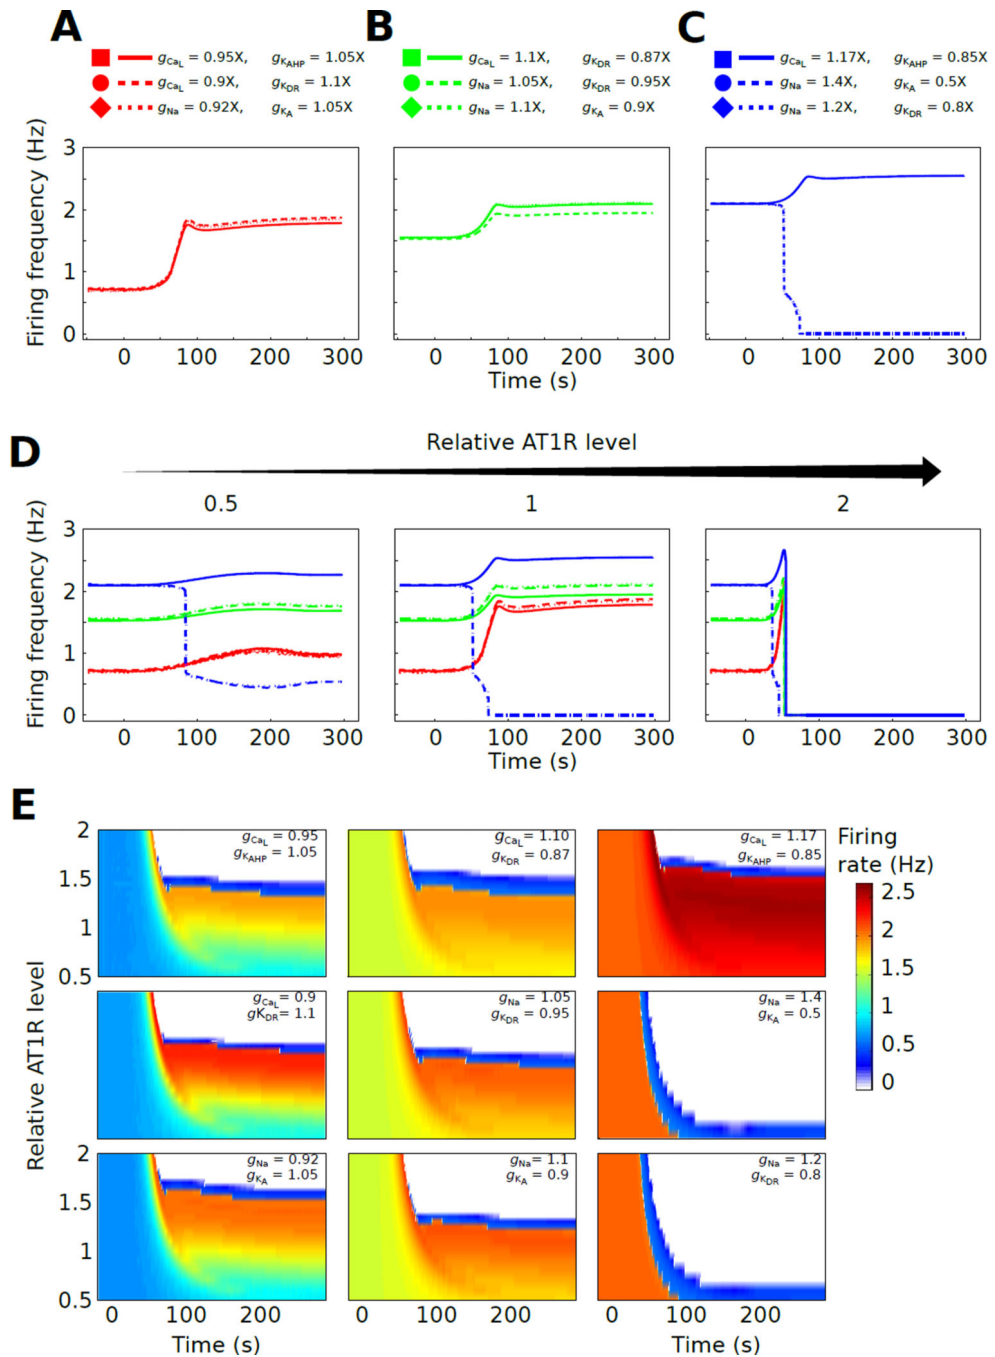 A
g_CaL = 0.95X, g_KAHP = 1.05X
g_CaL = 0.9X, g_KDR = 1.1X
g_Na = 0.92X, g_KA = 1.05X
B
g_CaL = 1.1X, g_KDR = 0.87X
g_Na = 1.05X, g_KDR = 0.95X
g_Na = 1.1X, g_KA = 0.9X
C
g_CaL = 1.17X, g_KAHP = 0.85X
g_Na = 1.4X, g_KA = 0.5X
g_Na = 1.2X, g_KDR = 0.8X
Firing frequency (Hz)
3
2
1
0
0 100 200 300
0 100 200 300
0 100 200 300
Time (s)
D
Relative AT1R level
0.5 1 2
Firing frequency (Hz)
3
2
1
0
0 100 200 300
0 100 200 300
0 100 200 300
Time (s)
E
Relative AT1R level
2
1.5
1
0.5
g_CaL = 0.95
g_KAHP = 1.05
g_CaL = 1.10
g_KDR = 0.87
g_CaL = 1.17
g_KAHP = 0.85
Firing
rate (Hz)
2.5
2
1.5
1
0.5
0
g_CaL = 0.9
gK_DR = 1.1
g_Na = 1.05
g_KDR = 0.95
g_Na = 1.4
g_KA = 0.5
2
1.5
1
0.5
g_Na = 0.92
g_KA = 1.05
g_Na = 1.1
g_KA = 0.9
g_Na = 1.2
g_KDR = 0.8
0 100 200
0 100 200
0 100 200
Time (s)
Time (s)
Time (s)